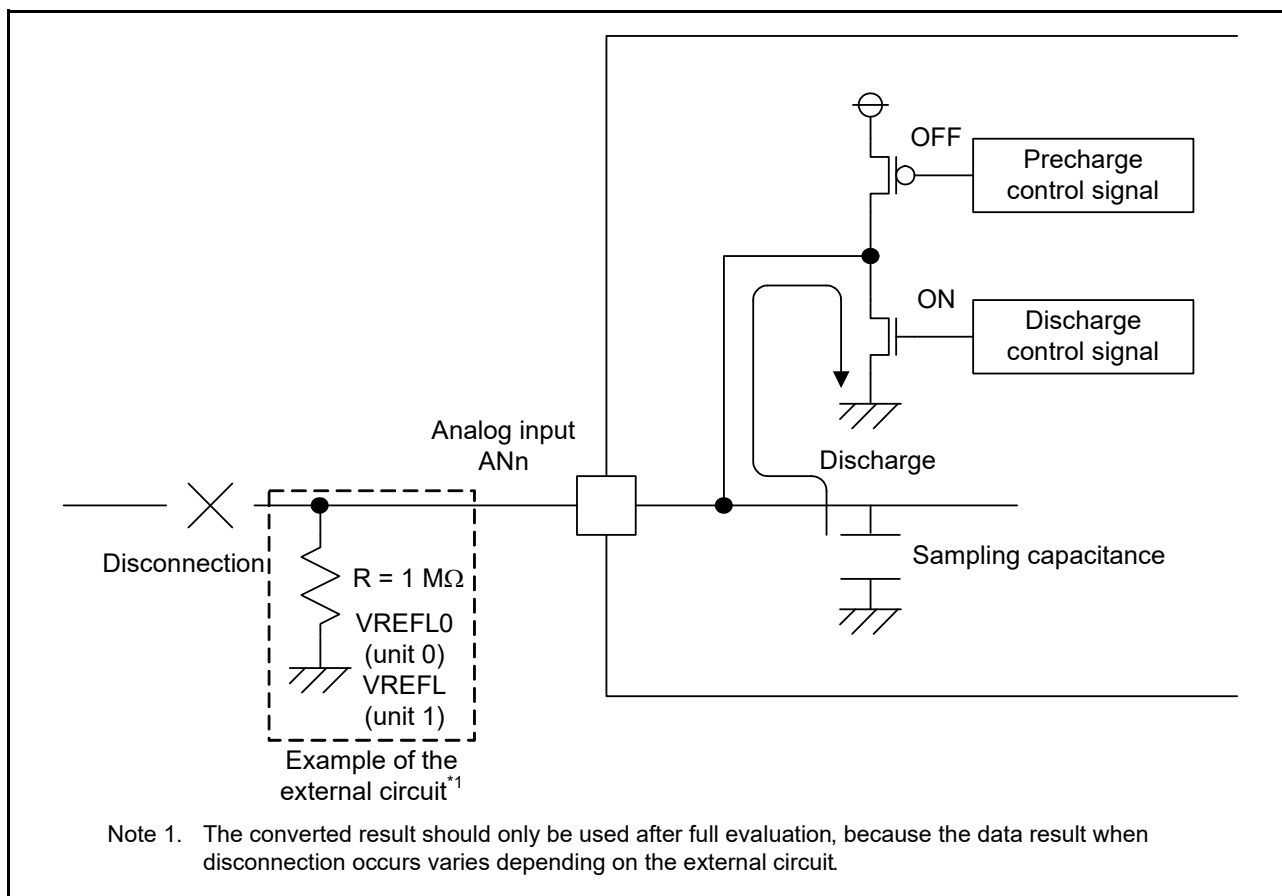 OFF
Precharge
control signal
ON
Discharge
control signal
Analog input
ANn
Discharge
Disconnection
Sampling capacitance
R = 1 MΩ
VREFL0
(unit 0)
VREFL
(unit 1)
Example of the
external circuit*1
Note 1. The converted result should only be used after full evaluation, because the data result when
disconnection occurs varies depending on the external circuit.